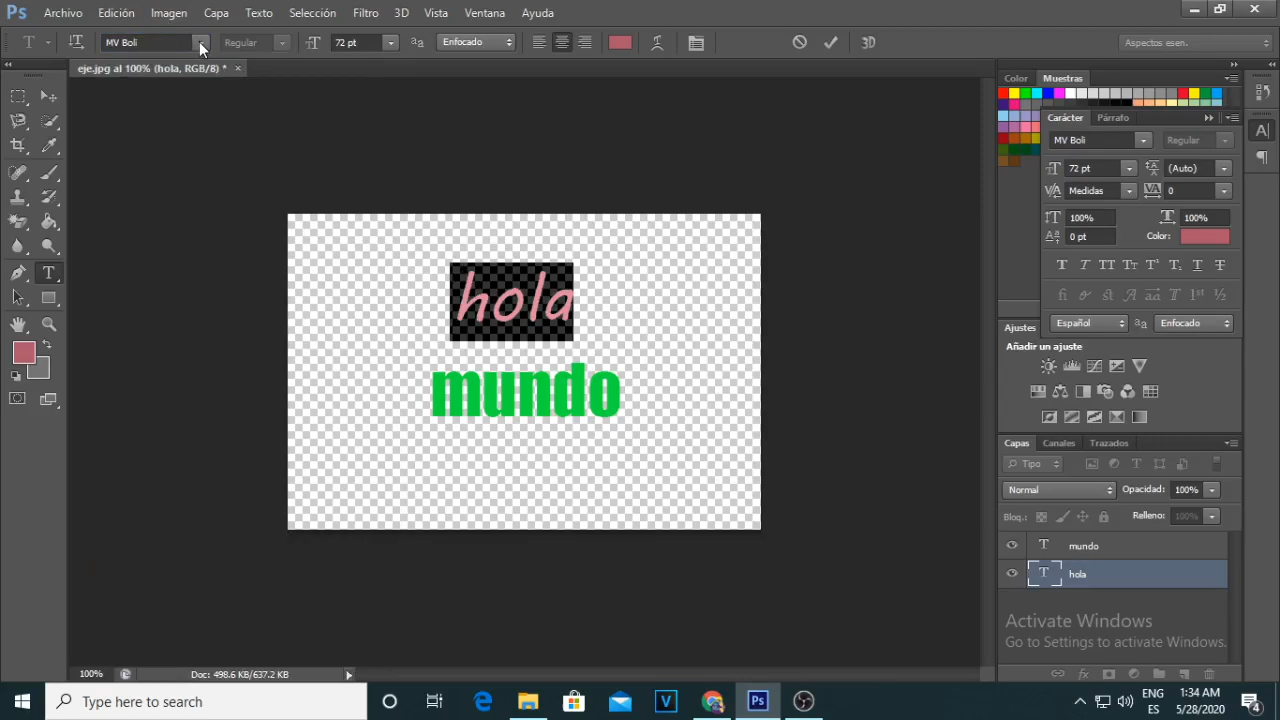 Ps Archivo Edición Imagen Capa Texto Selección Filtro 3D Vista Ventana Ayuda
T MV Boli Regular 72 pt aa Enfocado 3D Aspectos esen.
eje.jpg al 100% (hola, RGB/8) * ×
Color Muestras
Carácter Párrafo
MV Boli Regular
72 pt (Auto)
Medidas 0
100% 100%
0 pt Color:
Español aa Enfocado
hola
mundo
Ajustes
Añadir un ajuste
Capas Canales Trazados
Tipo
Normal Opacidad: 100%
Bloq.: Relleno: 100%
T mundo
T hola
Activate Windows
Go to Settings to activate Windows.
100% Doc: 498.6 KB/637.2 KB
Type here to search
ENG 1:34 AM
ES 5/28/2020
4